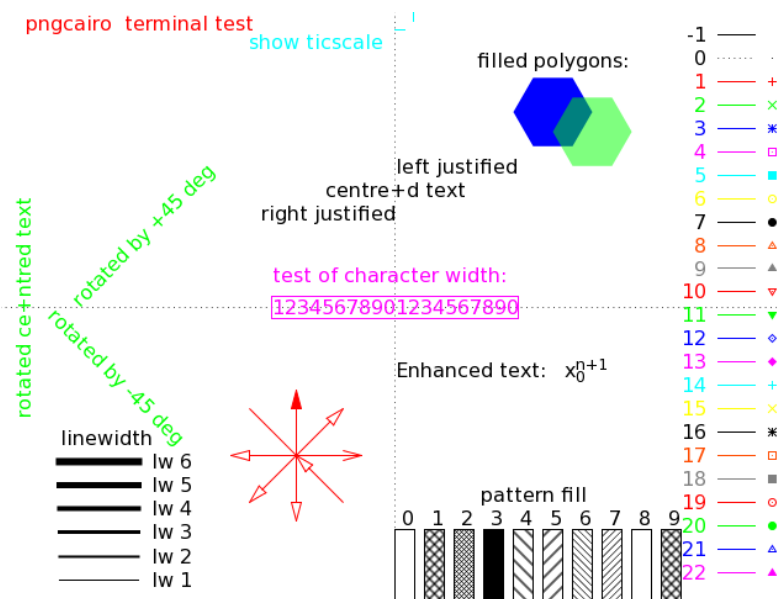 pngcairo  terminal test
show ticscale
filled polygons:
left justified
centre+d text
right justified
rotated ce+ntred text
rotated by +45 deg
rotated by -45 deg
test of character width:
12345678901234567890
Enhanced text:   x₀ⁿ⁺¹
linewidth
lw 6
lw 5
lw 4
lw 3
lw 2
lw 1
pattern fill
0 1 2 3 4 5 6 7 8 9
-1
0
1
2
3
4
5
6
7
8
9
10
11
12
13
14
15
16
17
18
19
20
21
22